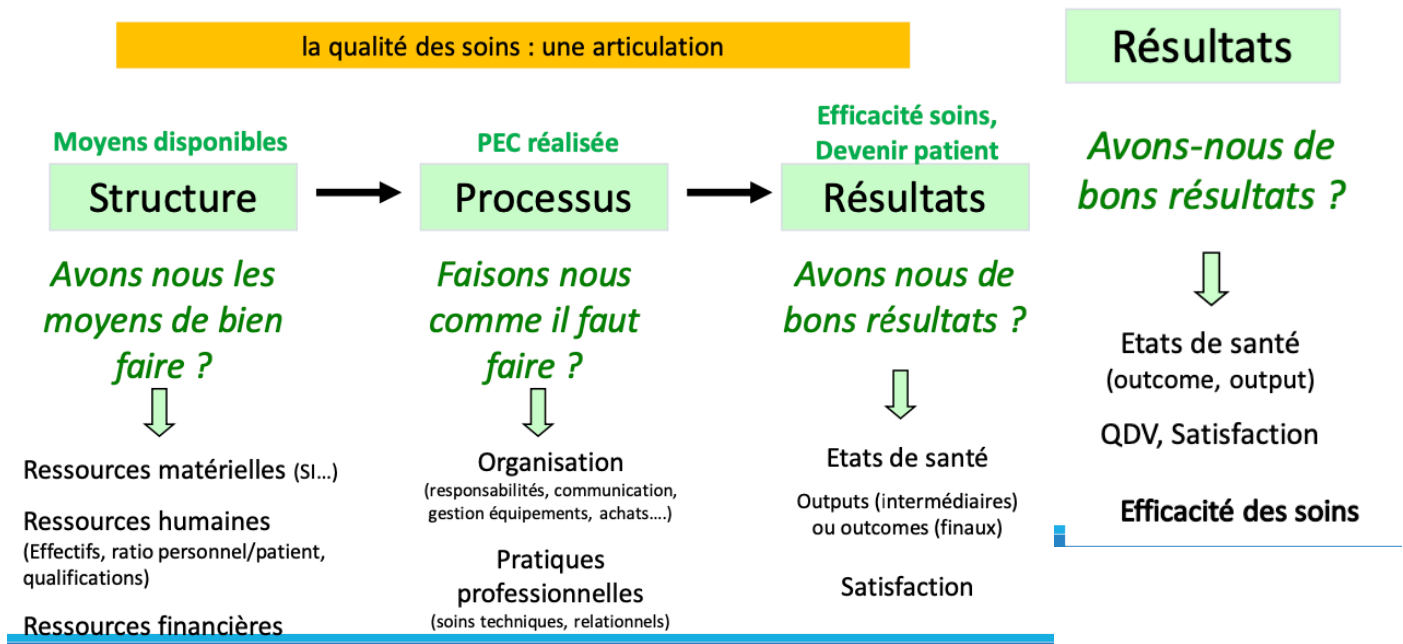 la qualité des soins : une articulation
Moyens disponibles
Structure
Avons nous les
moyens de bien
faire ?
Ressources matérielles (SI...)
Ressources humaines
(Effectifs, ratio personnel/patient,
qualifications)
Ressources financières
PEC réalisée
Processus
Faisons nous
comme il faut
faire ?
Organisation
(responsabilités, communication,
gestion équipements, achats....)
Pratiques
professionnelles
(soins techniques, relationnels)
Efficacité soins,
Devenir patient
Résultats
Avons nous de
bons résultats ?
Etats de santé
Outputs (intermédiaires)
ou outcomes (finaux)
Satisfaction
Résultats
Avons-nous de
bons résultats ?
Etats de santé
(outcome, output)
QDV, Satisfaction
Efficacité des soins